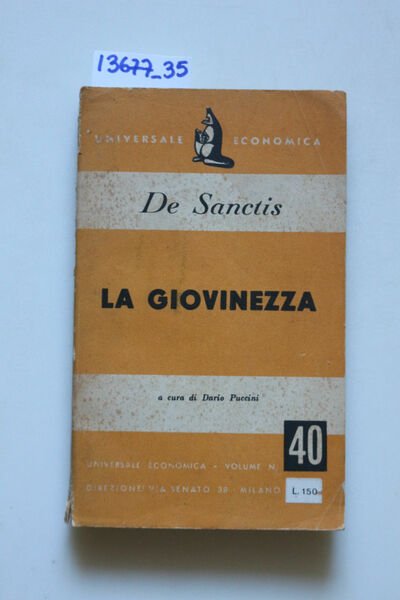 13677_35
UNIVERSALE ECONOMICA
De Sanctis
LA GIOVINEZZA
a cura di Dario Puccini
40
UNIVERSALE ECONOMICA • VOLUME N.
DIREZIONE: VIA SENATO 38 - MILANO
L. 150